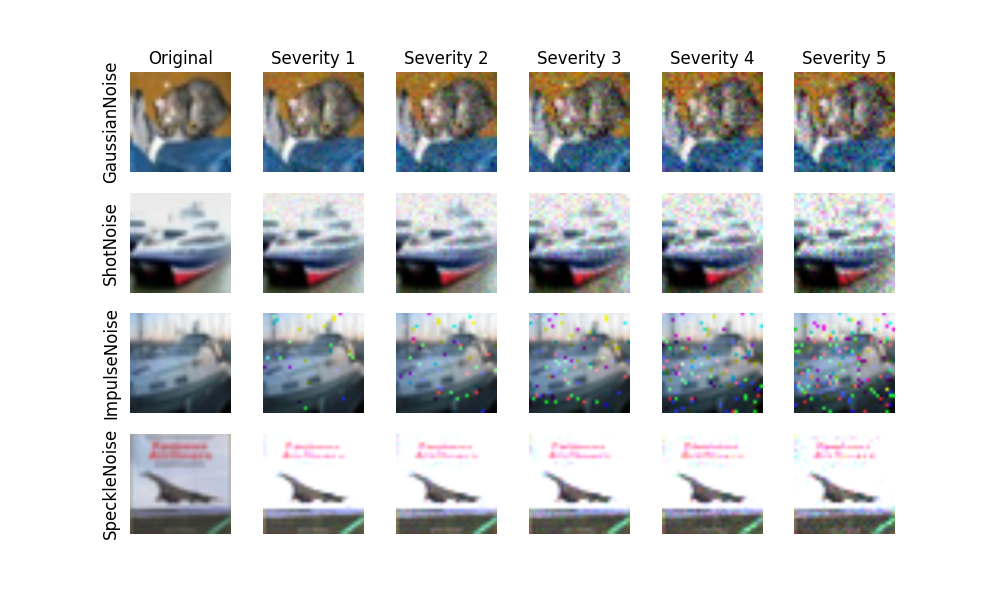 Original Severity 1 Severity 2 Severity 3 Severity 4 Severity 5
GaussianNoise
ShotNoise
ImpulseNoise
SpeckleNoise